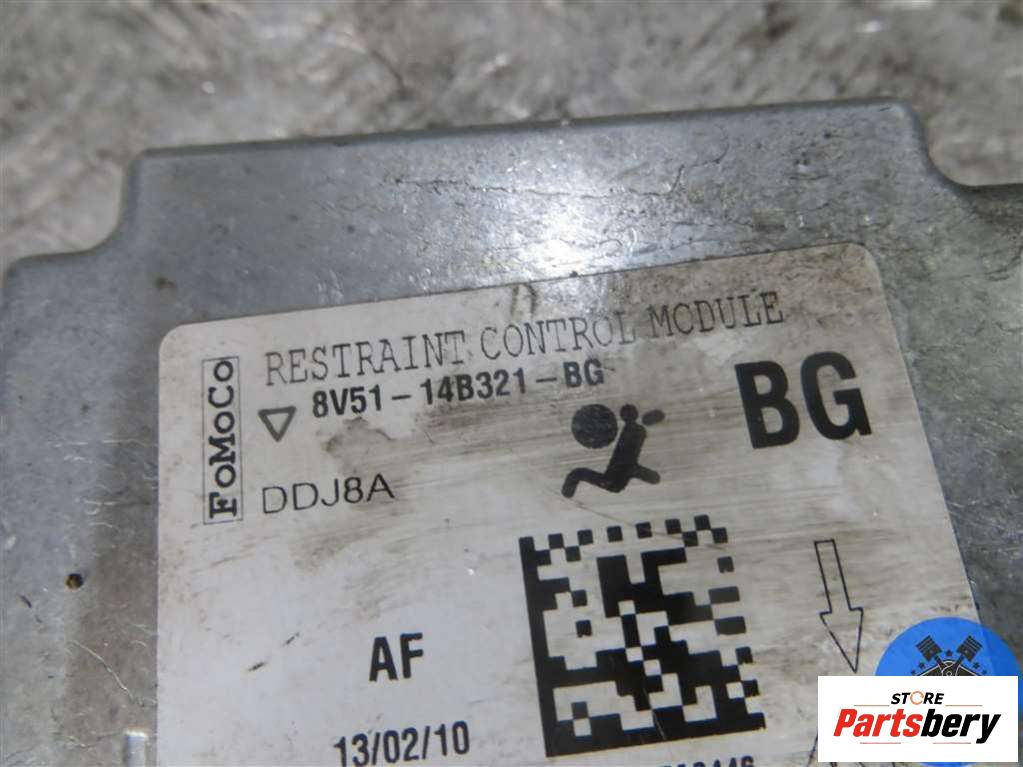 RESTRAINT CONTROL MODULE
8V51-14B321-BG
BG
FoMoCo
DDJ8A
AF
13/02/10
STORE
Partsbery